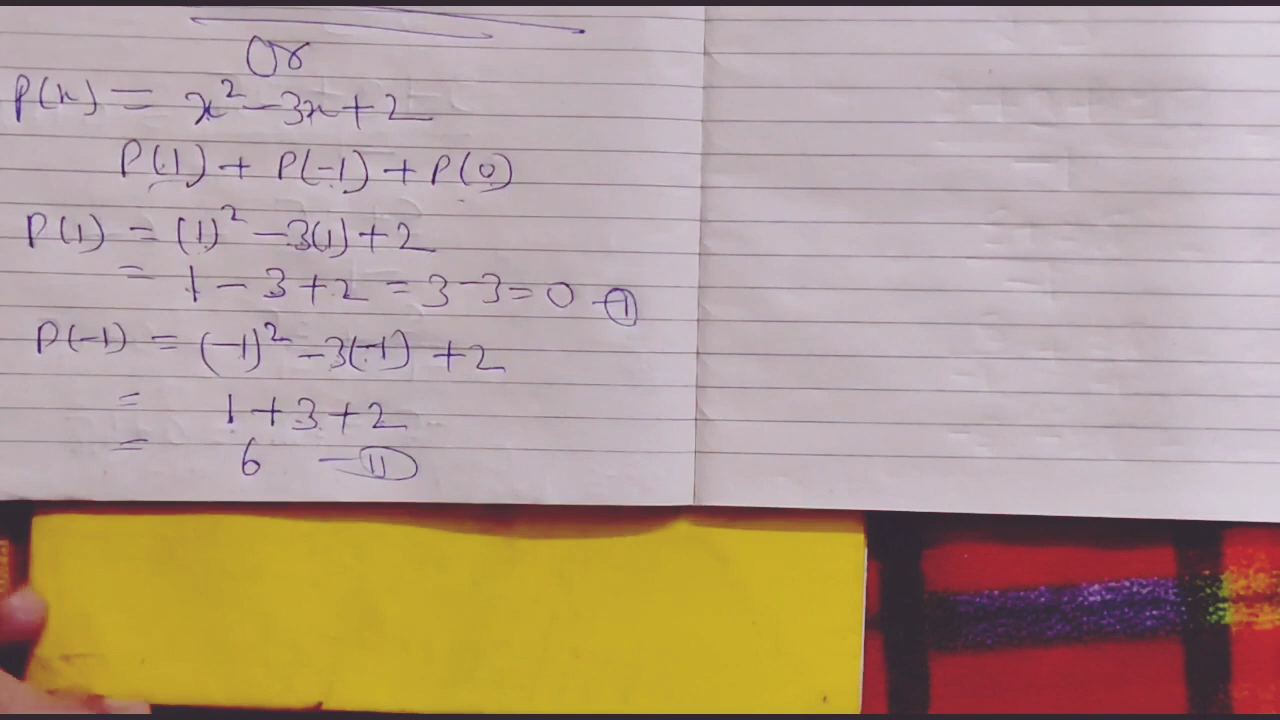 Or
P(x) = x² - 3x + 2
P(1) + P(-1) + P(0)
P(1) = (1)² - 3(1) + 2
= 1 - 3 + 2 = 3 - 3 = 0 - (I)
P(-1) = (-1)² - 3(-1) + 2
= 1 + 3 + 2
= 6 - (II)